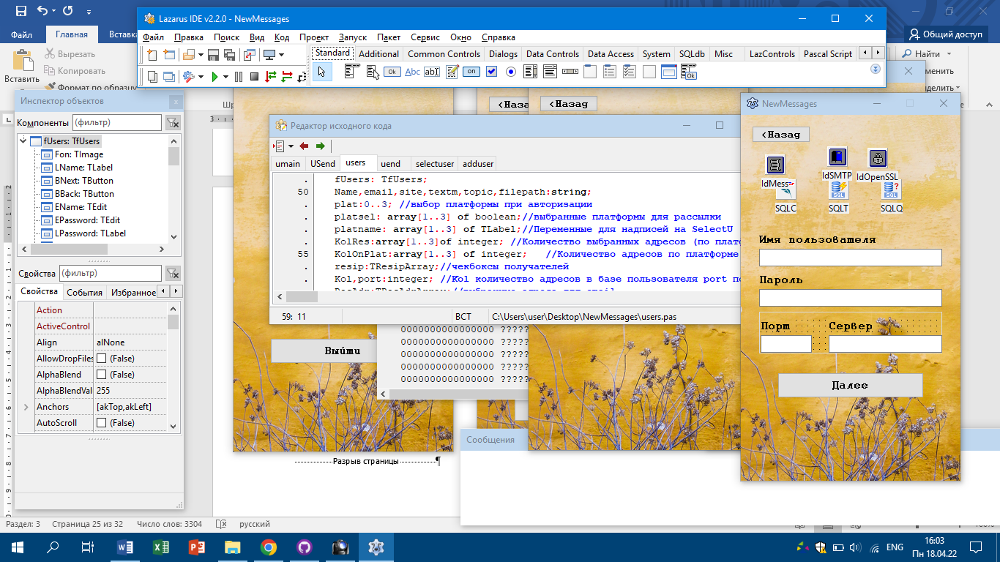 Lazarus IDE v2.2.0 - NewMessages
Файл
Главная
Вставка
Общий доступ
Файл Правка Поиск Вид Код Проект Запуск Пакет Сервис Окно Справка
Standard Additional Common Controls Dialogs Data Controls Data Access System SQLdb Misc LazControls Pascal Script
Ok Abc abI on Ok
Вставить
Вырезать
Копировать
Формат по образцу
Найти
Инспектор объектов
Компоненты (фильтр)
fUsers: TfUsers
Fon: TImage
LName: TLabel
BNext: TButton
BBack: TButton
EName: TEdit
EPassword: TEdit
LPassword: TLabel
Свойства (фильтр)
Свойства События Избранное
Action
ActiveControl
Align alNone
AllowDropFiles (False)
AlphaBlend (False)
AlphaBlendVal 255
Anchors [akTop,akLeft]
AutoScroll (False)
<Наза
<Назад
Редактор исходного кода
umain USend users uend selectuser adduser
fUsers: TfUsers;
50 Name,email,site,textm,topic,filepath:string;
plat:0..3; //выбор платформы при авторизации
platsel: array[1..3] of boolean;//выбранные платформы для рассылки
platname: array[1..3] of TLabel;//Переменные для надписей на SelectU
KolRes:array[1..3]of integer; //Количество выбранных адресов (по плат
55 KolOnPlat:array[1..3] of integer; //Количество адресов по платформе
resip:TResipArray;//чекбоксы получателей
Kol,port:integer; //Kol количество адресов в базе пользователя port по
59: 11 ВСТ C:\Users\user\Desktop\NewMessages\users.pas
0000000000000000 ?????
0000000000000000 ?????
0000000000000000 ?????
0000000000000000 ?????
0000000000000000 ?????
Выйти
Разрыв страницы
Сообщения
NewMessages
<Назад
IdMess
IdSMTP
IdOpenSSL
SQLC
SQLT
SQLQ
Имя пользователя
Пароль
Порт Сервер
Далее
Раздел: 3 Страница 25 из 32 Число слов: 3304 русский
ENG
16:03
Пн 18.04.22